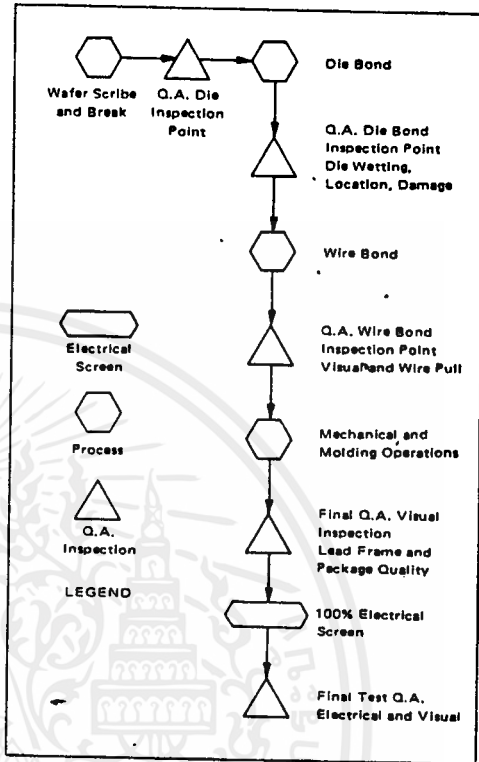 Wafer Scribe
and Break
Q.A. Die
Inspection
Point
Die Bond
Q.A. Die Bond
Inspection Point
Die Wetting,
Location, Damage
Wire Bond
Q.A. Wire Bond
Inspection Point
Visual and Wire Pull
Mechanical and
Molding Operations
Final Q.A. Visual
Inspection
Lead Frame and
Package Quality
100% Electrical
Screen
Final Test Q.A.
Electrical and Visual
Electrical
Screen
Process
Q.A.
Inspection
LEGEND